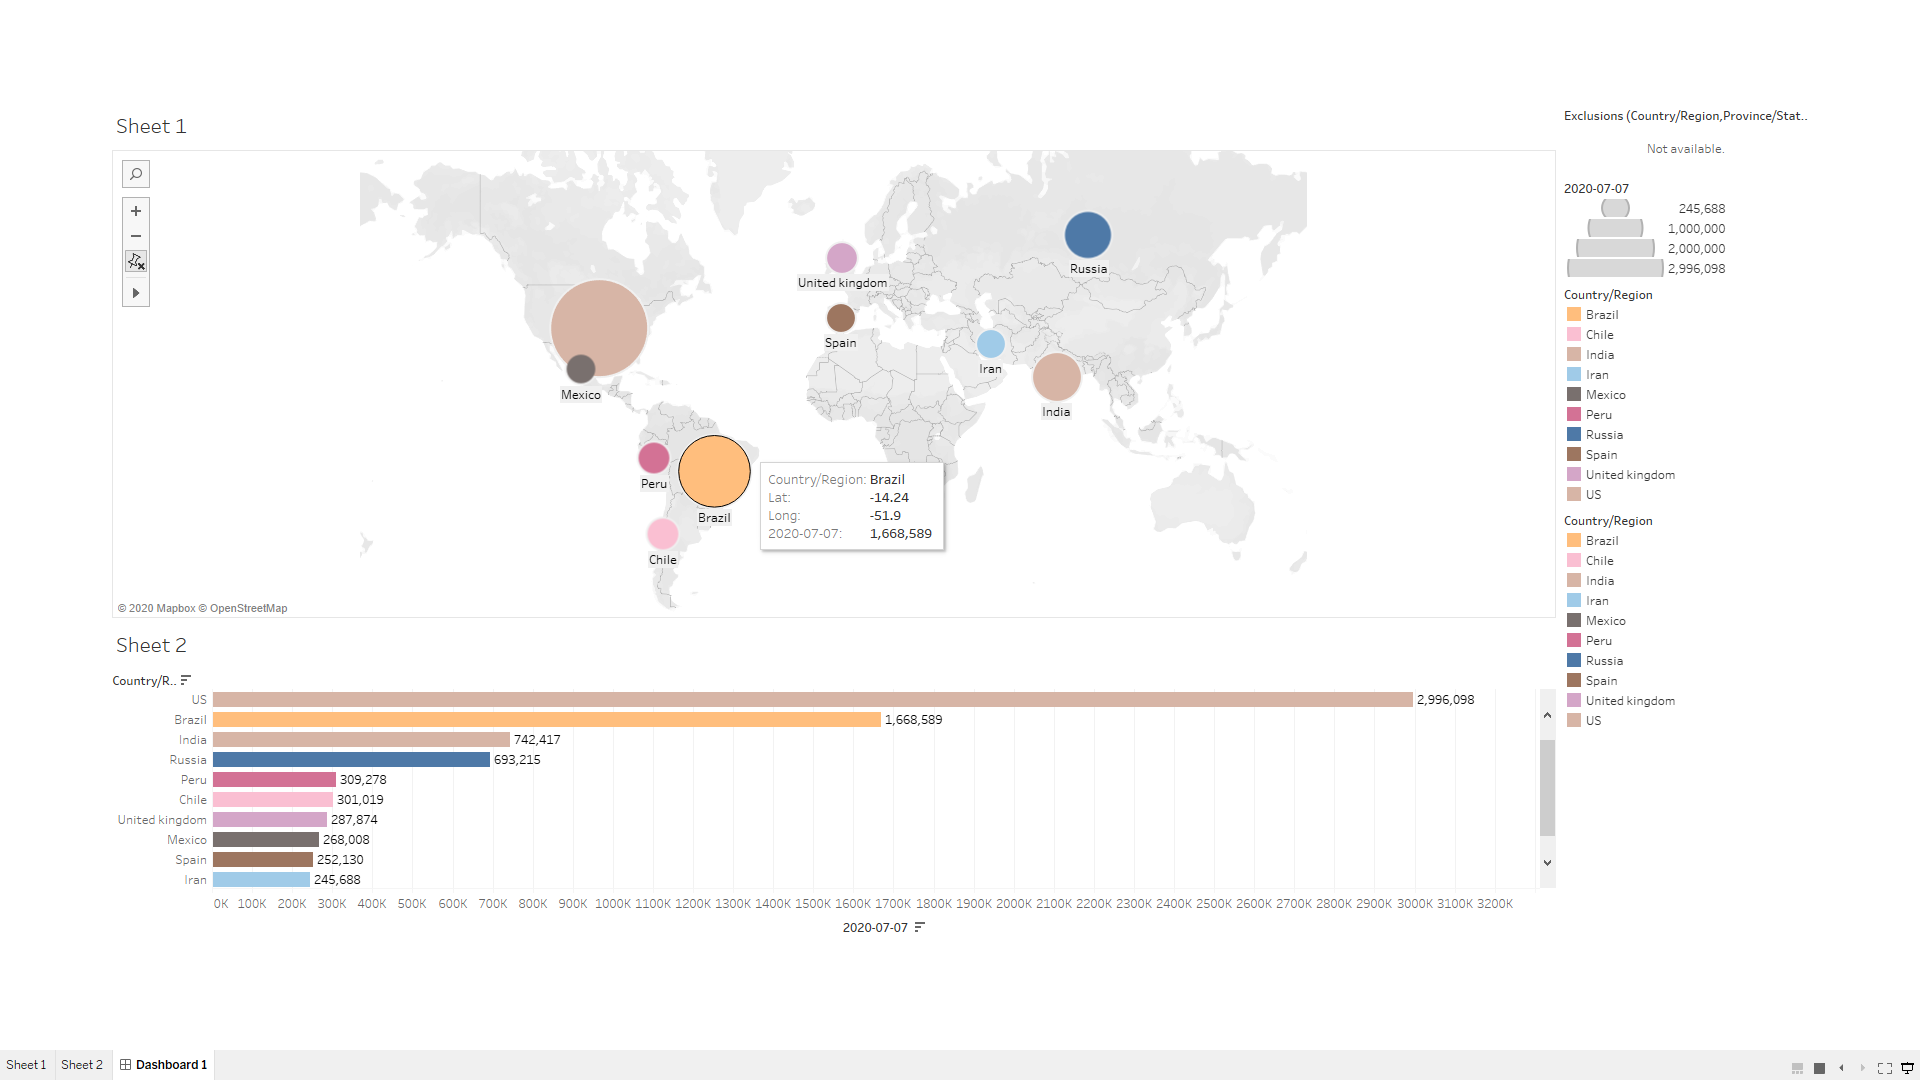 Sheet 1
Exclusions (Country/Region,Province/Stat..
Not available.
2020-07-07
245,688
1,000,000
2,000,000
2,996,098
Country/Region
Brazil
Chile
India
Iran
Mexico
Peru
Russia
Spain
United kingdom
US
Country/Region
Brazil
Chile
India
Iran
Mexico
Peru
Russia
Spain
United kingdom
US
Russia
United kingdom
Spain
Iran
Mexico
India
Peru
Brazil
Chile
Country/Region: Brazil
Lat: -14.24
Long: -51.9
2020-07-07: 1,668,589
© 2020 Mapbox © OpenStreetMap
Sheet 2
Country/R..
US 2,996,098
Brazil 1,668,589
India 742,417
Russia 693,215
Peru 309,278
Chile 301,019
United kingdom 287,874
Mexico 268,008
Spain 252,130
Iran 245,688
0K 100K 200K 300K 400K 500K 600K 700K 800K 900K 1000K 1100K 1200K 1300K 1400K 1500K 1600K 1700K 1800K 1900K 2000K 2100K 2200K 2300K 2400K 2500K 2600K 2700K 2800K 2900K 3000K 3100K 3200K
2020-07-07
Sheet 1 Sheet 2 Dashboard 1